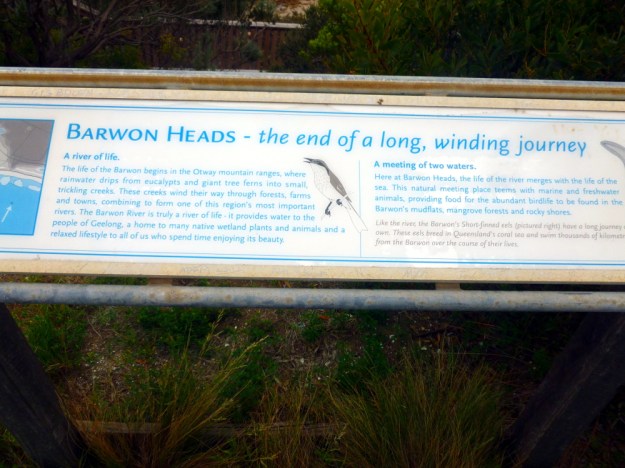 BARWON HEADS - the end of a long, winding journey
A river of life.
The life of the Barwon begins in the Otway mountain ranges, where
rainwater drips from eucalypts and giant tree ferns into small,
trickling creeks. These creeks wind their way through forests, farms
and towns, combining to form one of this region's most important
rivers. The Barwon River is truly a river of life - it provides water to the
people of Geelong, a home to many native wetland plants and animals and a
relaxed lifestyle to all of us who spend time enjoying its beauty.
A meeting of two waters.
Here at Barwon Heads, the life of the river merges with the life of the
sea. This natural meeting place teems with marine and freshwater
animals, providing food for the abundant birdlife to be found in the
Barwon's mudflats, mangrove forests and rocky shores.
Like the river, the Barwon's Short-finned eels (pictured right) have a long journey
own. These eels breed in Queensland's coral sea and swim thousands of
from the Barwon over the course of their lives.